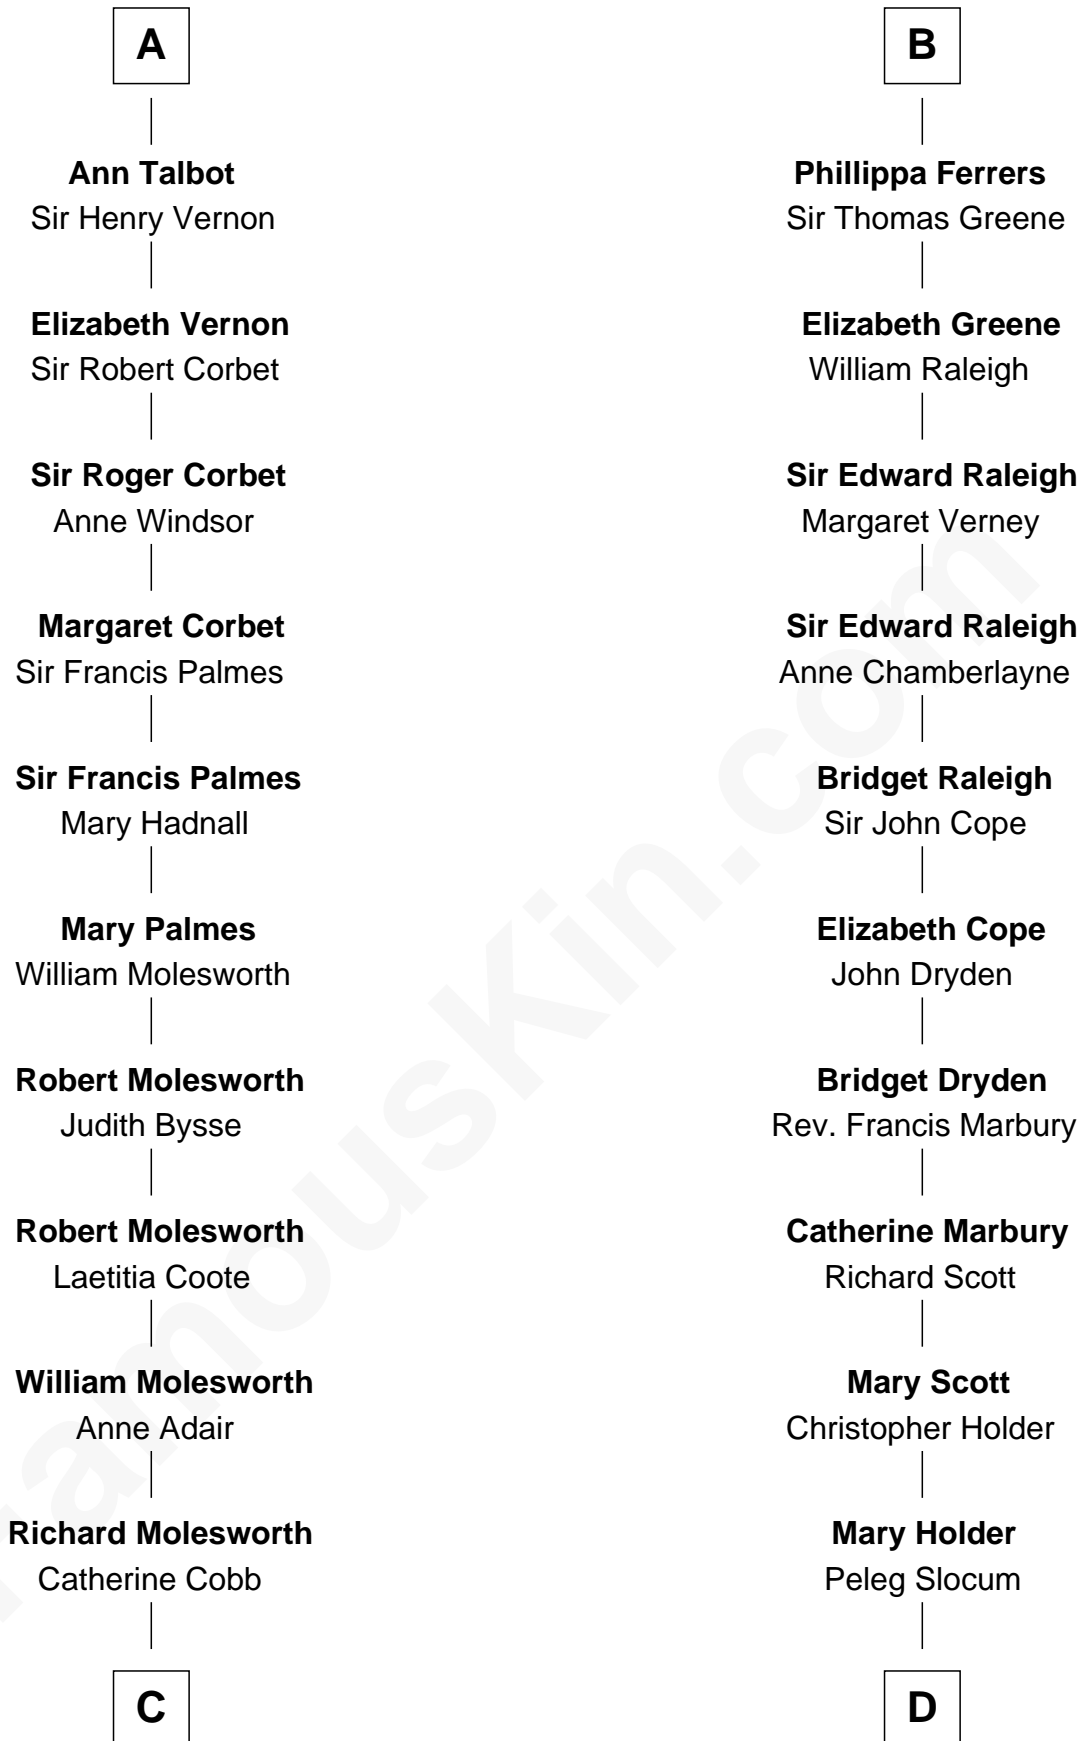 A
Ann Talbot
Sir Henry Vernon
Elizabeth Vernon
Sir Robert Corbet
Sir Roger Corbet
Anne Windsor
Margaret Corbet
Sir Francis Palmes
Sir Francis Palmes
Mary Hadnall
Mary Palmes
William Molesworth
Robert Molesworth
Judith Bysse
Robert Molesworth
Laetitia Coote
William Molesworth
Anne Adair
Richard Molesworth
Catherine Cobb
C
B
Phillippa Ferrers
Sir Thomas Greene
Elizabeth Greene
William Raleigh
Sir Edward Raleigh
Margaret Verney
Sir Edward Raleigh
Anne Chamberlayne
Bridget Raleigh
Sir John Cope
Elizabeth Cope
John Dryden
Bridget Dryden
Rev. Francis Marbury
Catherine Marbury
Richard Scott
Mary Scott
Christopher Holder
Mary Holder
Peleg Slocum
D
FamousKin.com